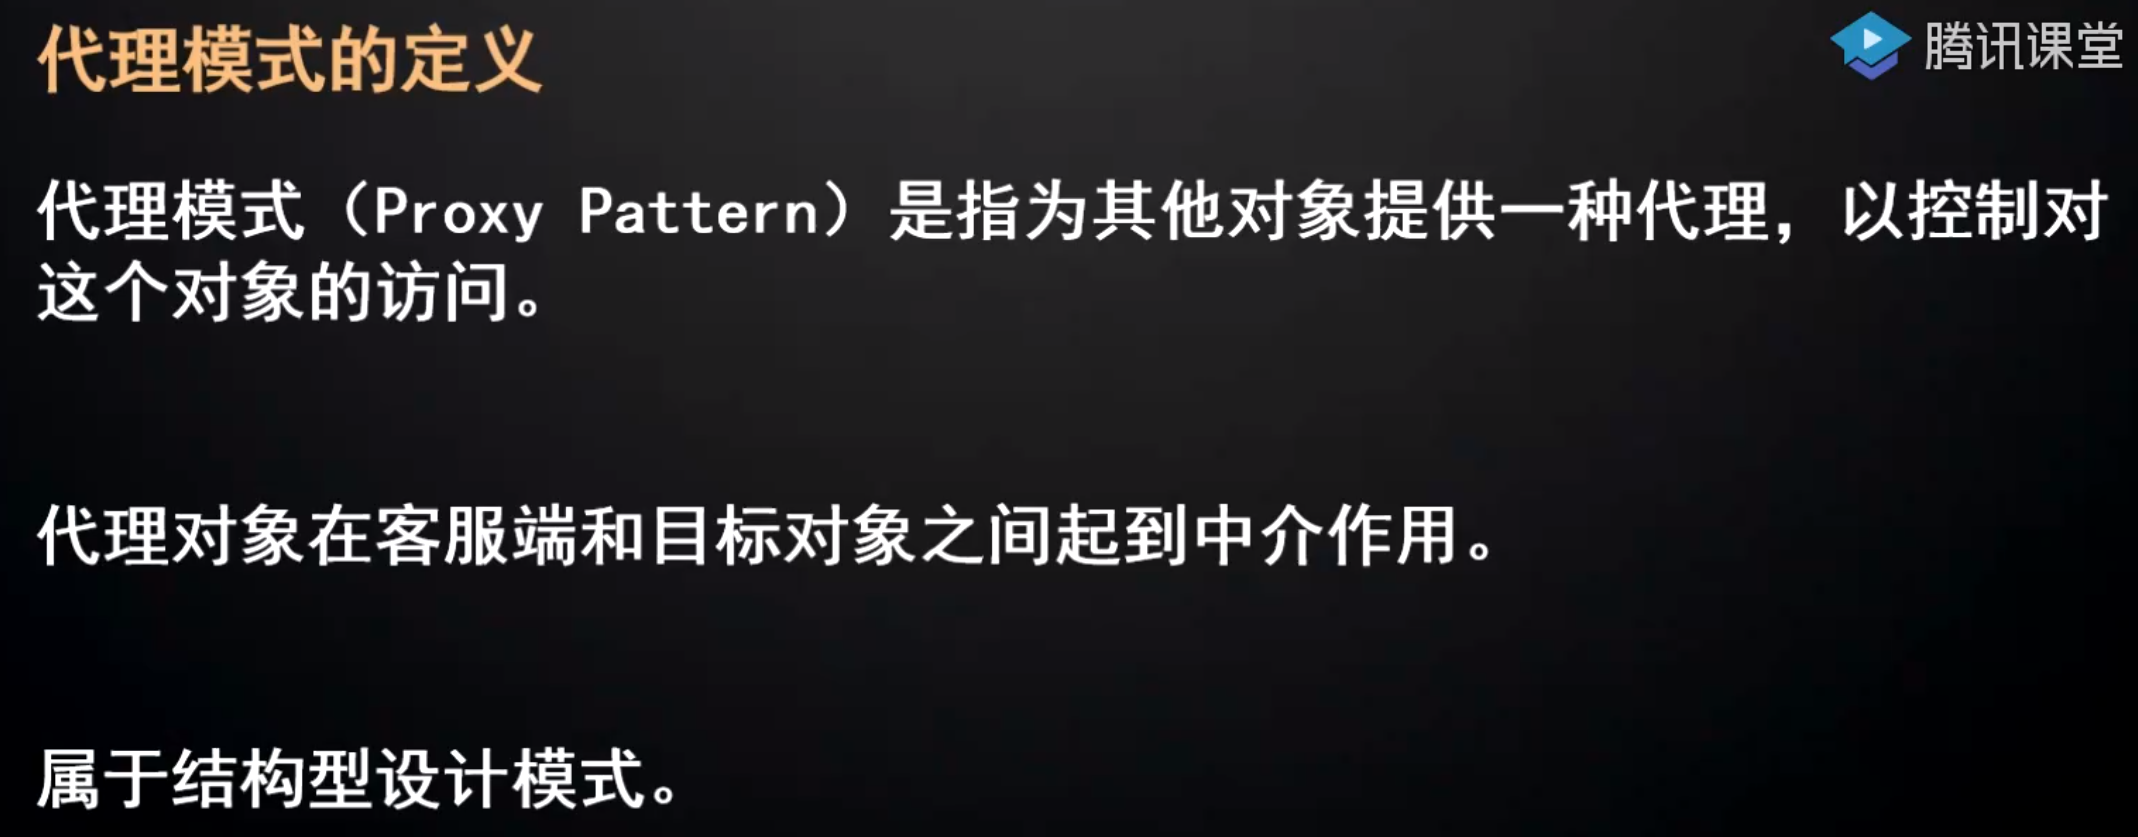 代理模式的定义
腾讯课堂
代理模式（Proxy Pattern）是指为其他对象提供一种代理，以控制对
这个对象的访问。
代理对象在客服端和目标对象之间起到中介作用。
属于结构型设计模式。